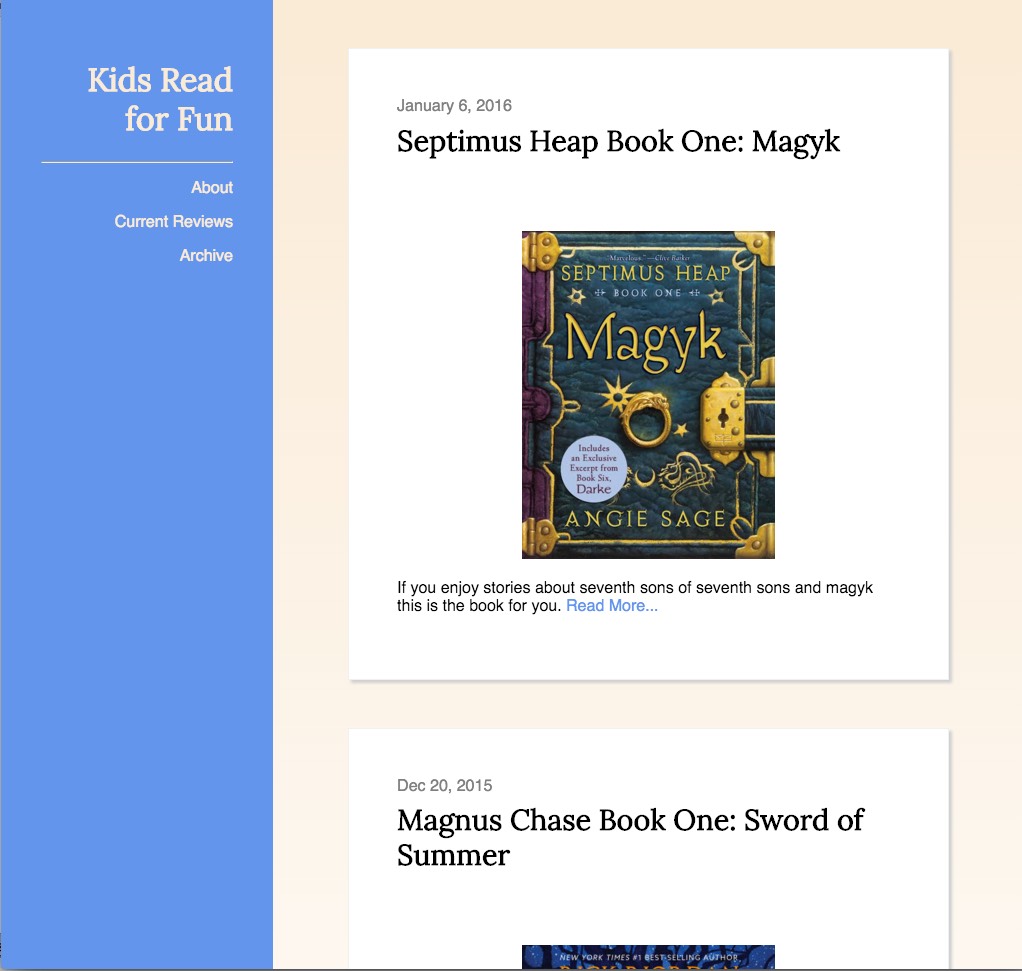 Kids Read
for Fun
About
Current Reviews
Archive
January 6, 2016
Septimus Heap Book One: Magyk
"Marvelous." —Clive Barker
SEPTIMUS HEAP
BOOK ONE
Magyk
Includes
an Exclusive
Excerpt from
Book Six,
Darke
ANGIE SAGE
If you enjoy stories about seventh sons of seventh sons and magyk
this is the book for you. Read More...
Dec 20, 2015
Magnus Chase Book One: Sword of
Summer
NEW YORK TIMES #1 BEST-SELLING AUTHOR
RICK RIORDAN